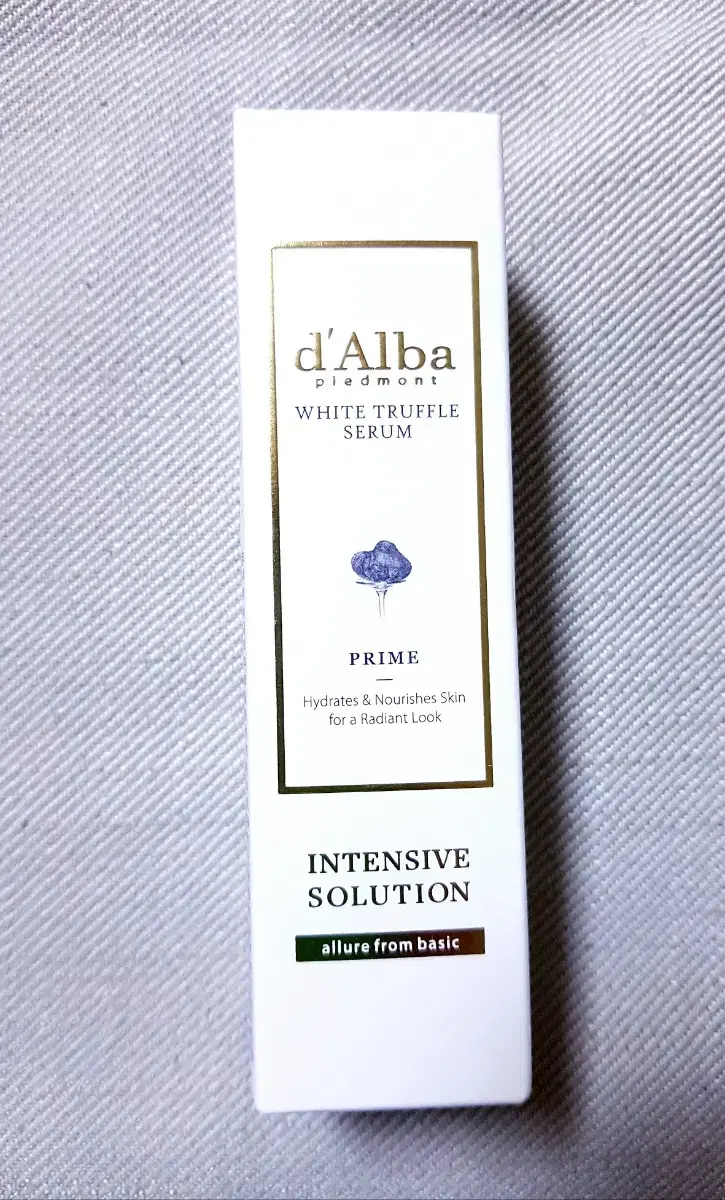 d'Alba
piedmont
WHITE TRUFFLE
SERUM
PRIME
Hydrates & Nourishes Skin
for a Radiant Look
INTENSIVE
SOLUTION
allure from basic